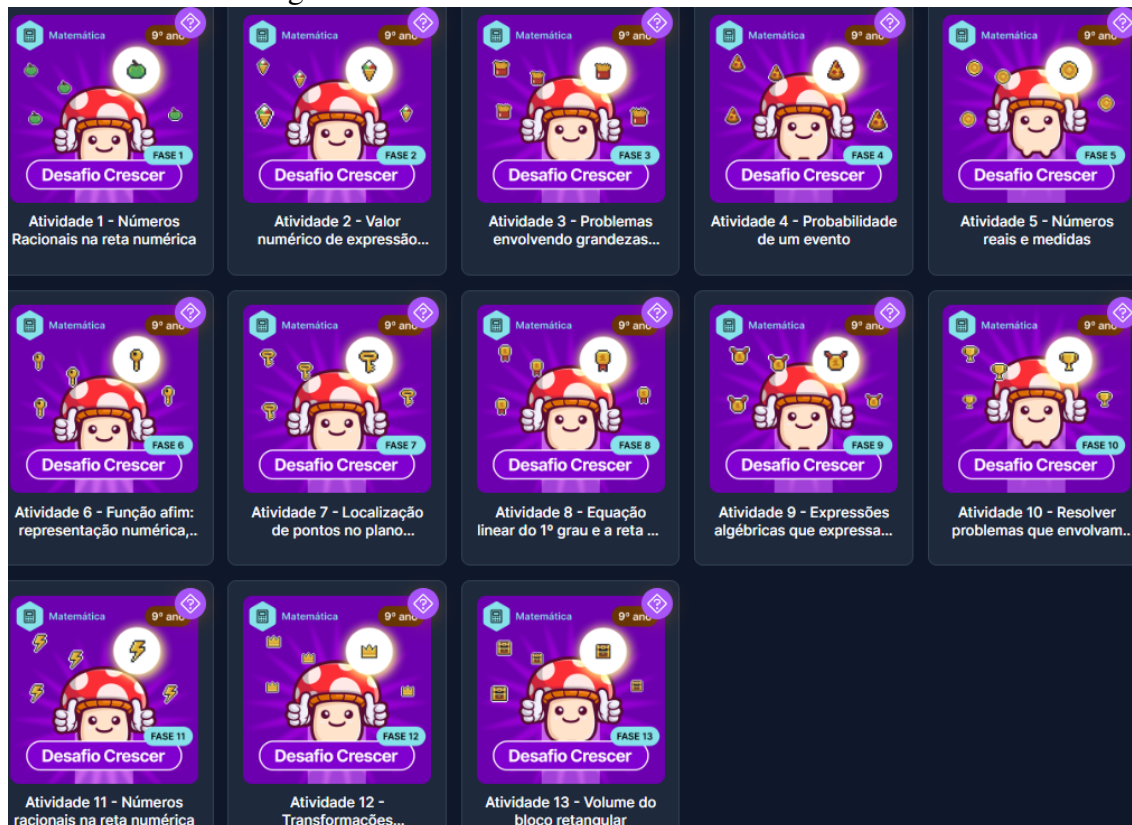 Matemática
9º ano
FASE 1
Desafio Crescer
Atividade 1 - Números
Racionais na reta numérica
Matemática
9º ano
FASE 2
Desafio Crescer
Atividade 2 - Valor
numérico de expressão...
Matemática
9º ano
FASE 3
Desafio Crescer
Atividade 3 - Problemas
envolvendo grandezas...
Matemática
9º ano
FASE 4
Desafio Crescer
Atividade 4 - Probabilidade
de um evento
Matemática
9º ano
FASE 5
Desafio Crescer
Atividade 5 - Números
reais e medidas
Matemática
9º ano
FASE 6
Desafio Crescer
Atividade 6 - Função afim:
representação numérica,..
Matemática
9º ano
FASE 7
Desafio Crescer
Atividade 7 - Localização
de pontos no plano...
Matemática
9º ano
FASE 8
Desafio Crescer
Atividade 8 - Equação
linear do 1º grau e a reta ...
Matemática
9º ano
FASE 9
Desafio Crescer
Atividade 9 - Expressões
algébricas que expressa...
Matemática
9º ano
FASE 10
Desafio Crescer
Atividade 10 - Resolver
problemas que envolvam..
Matemática
9º ano
FASE 11
Desafio Crescer
Atividade 11 - Números
racionais na reta numérica
Matemática
9º ano
FASE 12
Desafio Crescer
Atividade 12 -
Transformações...
Matemática
9º ano
FASE 13
Desafio Crescer
Atividade 13 - Volume do
bloco retangular